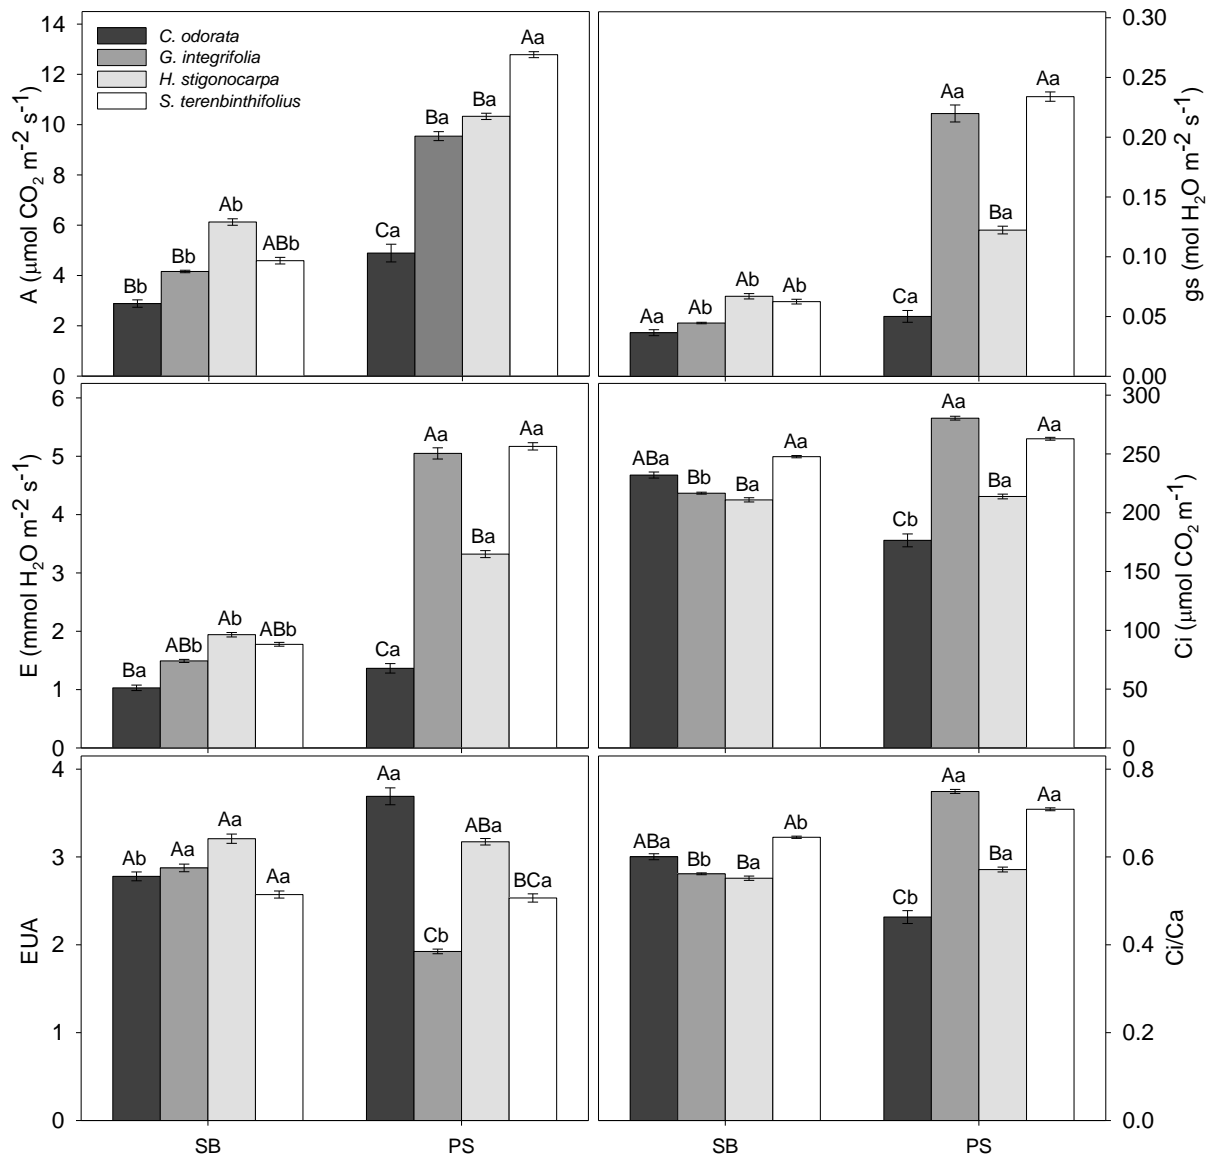 14
12
10
8
6
4
2
0
A (μmol CO₂ m⁻² s⁻¹)
C. odorata
G. integrifolia
H. stigonocarpa
S. terenbinthifolius
Bb
Bb
Ab
ABb
Ca
Ba
Ba
Aa
0.30
0.25
0.20
0.15
0.10
0.05
0.00
gs (mol H₂O m⁻² s⁻¹)
Aa
Ab
Ab
Ab
Ca
Aa
Ba
Aa
6
5
4
3
2
1
0
E (mmol H₂O m⁻² s⁻¹)
Ba
ABb
Ab
ABb
Ca
Aa
Ba
Aa
300
250
200
150
100
50
0
Ci (μmol CO₂ m⁻¹)
ABa
Bb
Ba
Aa
Cb
Aa
Ba
Aa
4
3
2
1
0
EUA
Ab
Aa
Aa
Aa
Aa
Cb
ABa
BCa
SB
PS
0.8
0.6
0.4
0.2
0.0
Ci/Ca
ABa
Bb
Ba
Ab
Cb
Aa
Ba
Aa
SB
PS